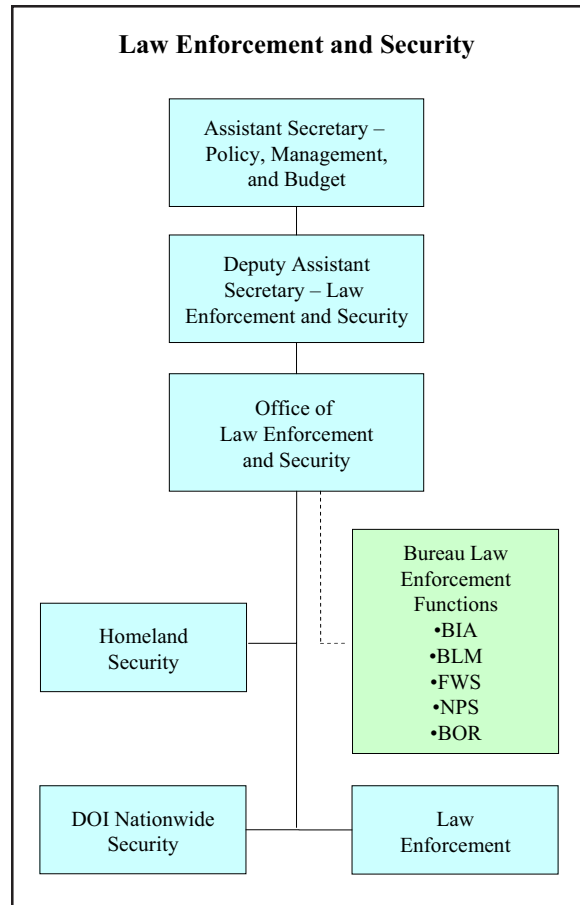 Law Enforcement and Security
Assistant Secretary –
Policy, Management,
and Budget
Deputy Assistant
Secretary – Law
Enforcement and Security
Office of
Law Enforcement
and Security
Bureau Law
Enforcement
Functions
•BIA
•BLM
•FWS
•NPS
•BOR
Homeland
Security
DOI Nationwide
Security
Law
Enforcement